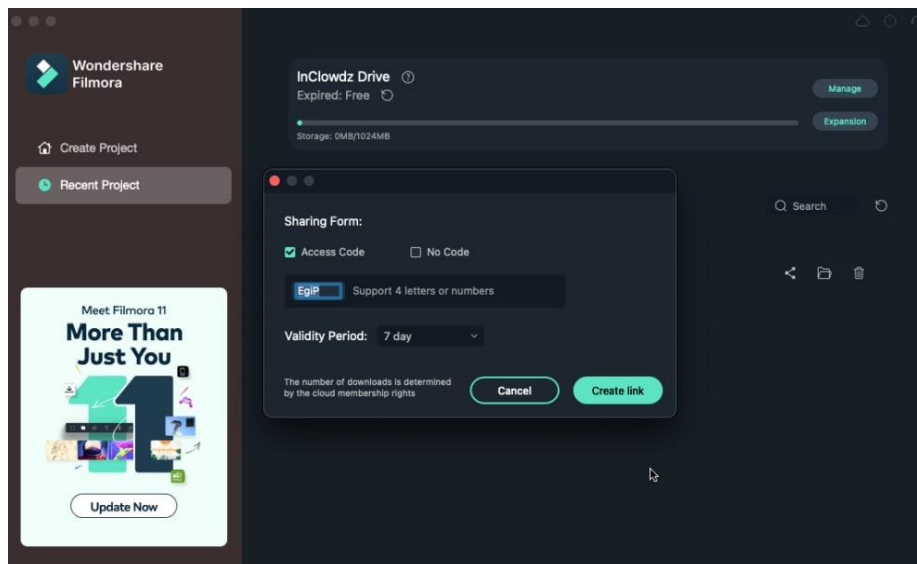 Wondershare
Filmora
Create Project
Recent Project
Meet Filmora 11
More Than
Just You
11
Update Now
InClowdz Drive
Expired: Free
Storage: 0MB/1024MB
Manage
Expansion
Search
Sharing Form:
Access Code No Code
EgiP Support 4 letters or numbers
Validity Period: 7 day
The number of downloads is determined
by the cloud membership rights
Cancel Create link